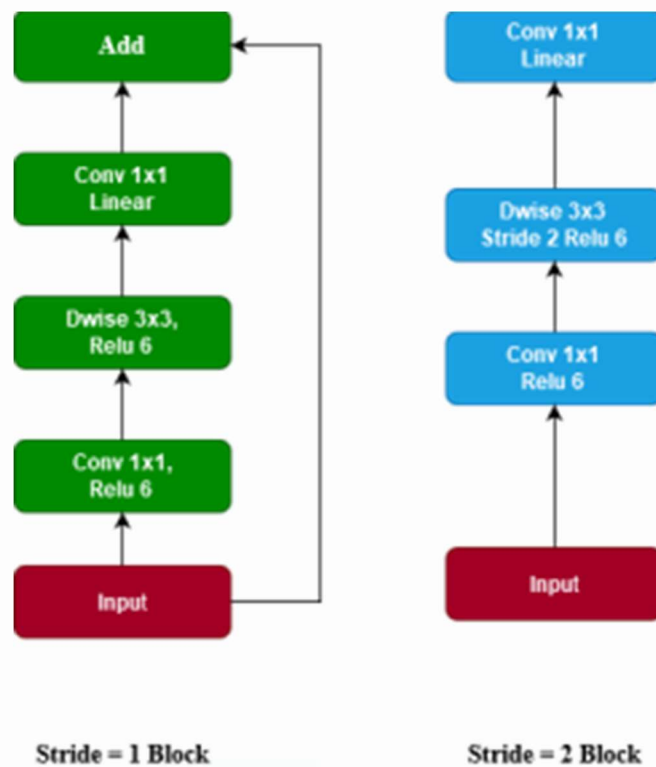 Add
Conv 1x1
Linear
Dwise 3x3,
Relu 6
Conv 1x1,
Relu 6
Input
Stride = 1 Block
Conv 1x1
Linear
Dwise 3x3
Stride 2 Relu 6
Conv 1x1
Relu 6
Input
Stride = 2 Block